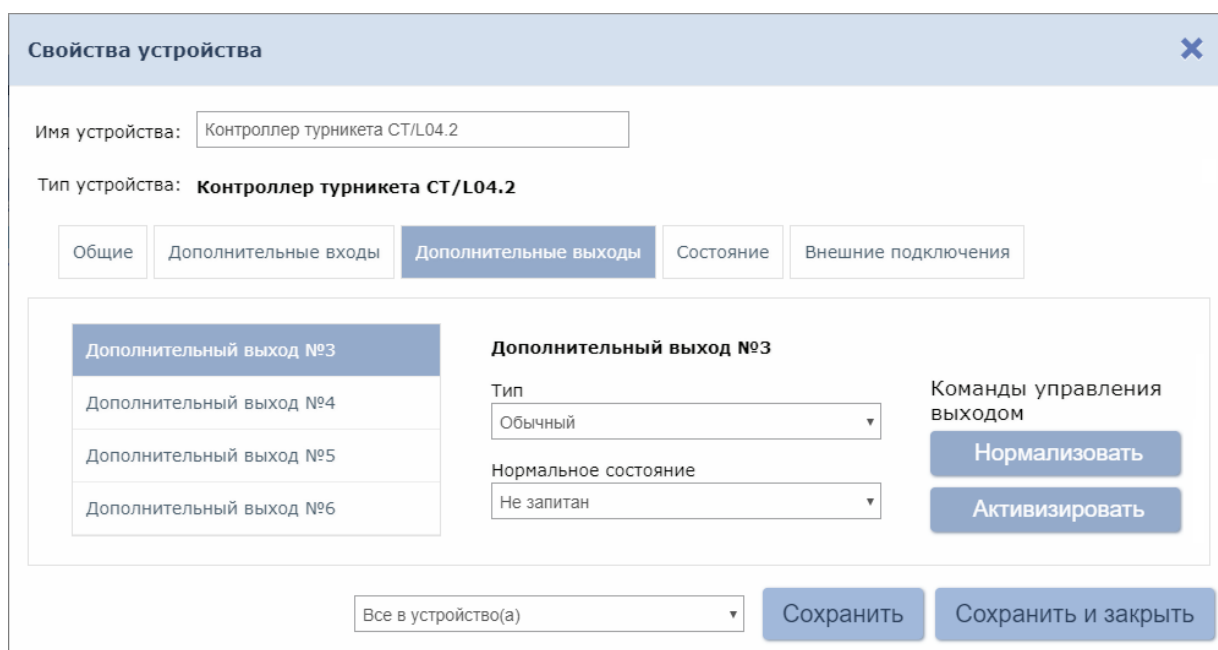 Свойства устройства
Имя устройства: Контроллер турникета CT/L04.2
Тип устройства: Контроллер турникета CT/L04.2
Общие Дополнительные входы Дополнительные выходы Состояние Внешние подключения
Дополнительный выход №3
Дополнительный выход №4
Дополнительный выход №5
Дополнительный выход №6
Дополнительный выход №3
Тип
Обычный
Нормальное состояние
Не запитан
Команды управления
выходом
Нормализовать
Активизировать
Все в устройство(а) Сохранить Сохранить и закрыть